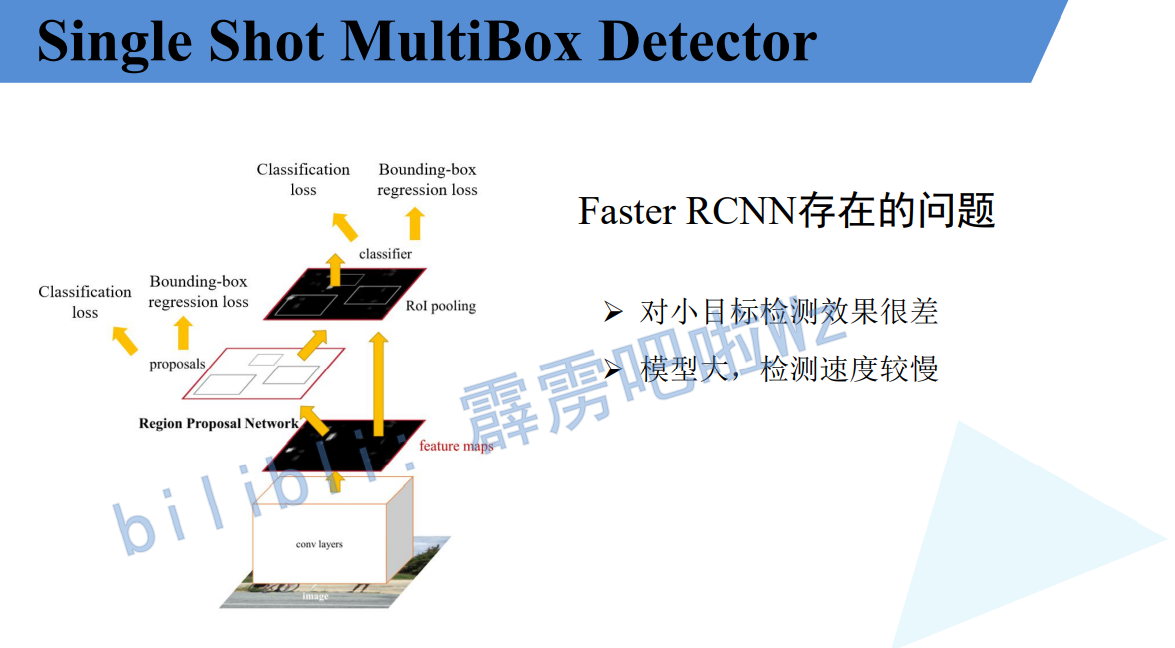 Single Shot MultiBox Detector
Classification
loss
Bounding-box
regression loss
classifier
RoI pooling
Classification
loss
Bounding-box
regression loss
proposals
Region Proposal Network
feature maps
conv layers
image
Faster RCNN存在的问题
➢ 对小目标检测效果很差
➢ 模型大，检测速度较慢
bilibili: 霹雳吧啦Wz